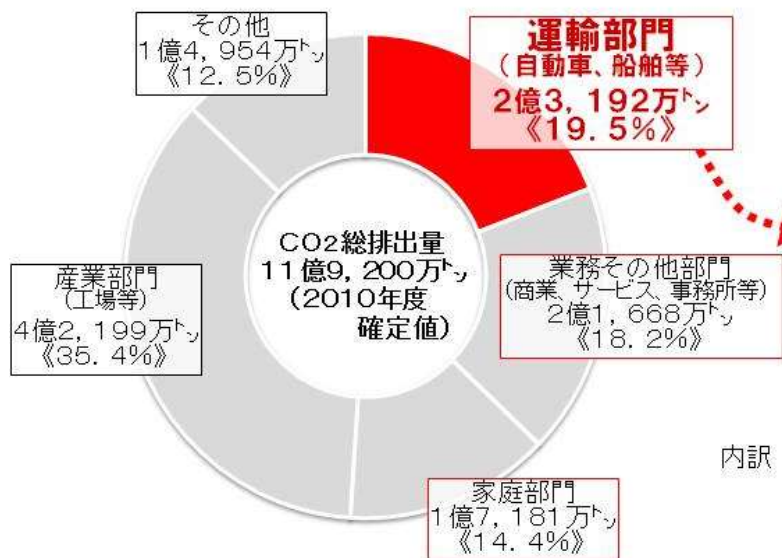 その他
1億4,954万トン
《12.5%》
運輸部門
(自動車、船舶等)
2億3,192万トン
《19.5%》
CO2総排出量
11億9,200万トン
(2010年度
確定値)
産業部門
(工場等)
4億2,199万トン
《35.4%》
業務その他部門
(商業、サービス、事務所等)
2億1,668万トン
《18.2%》
内訳
家庭部門
1億7,181万トン
《14.4%》